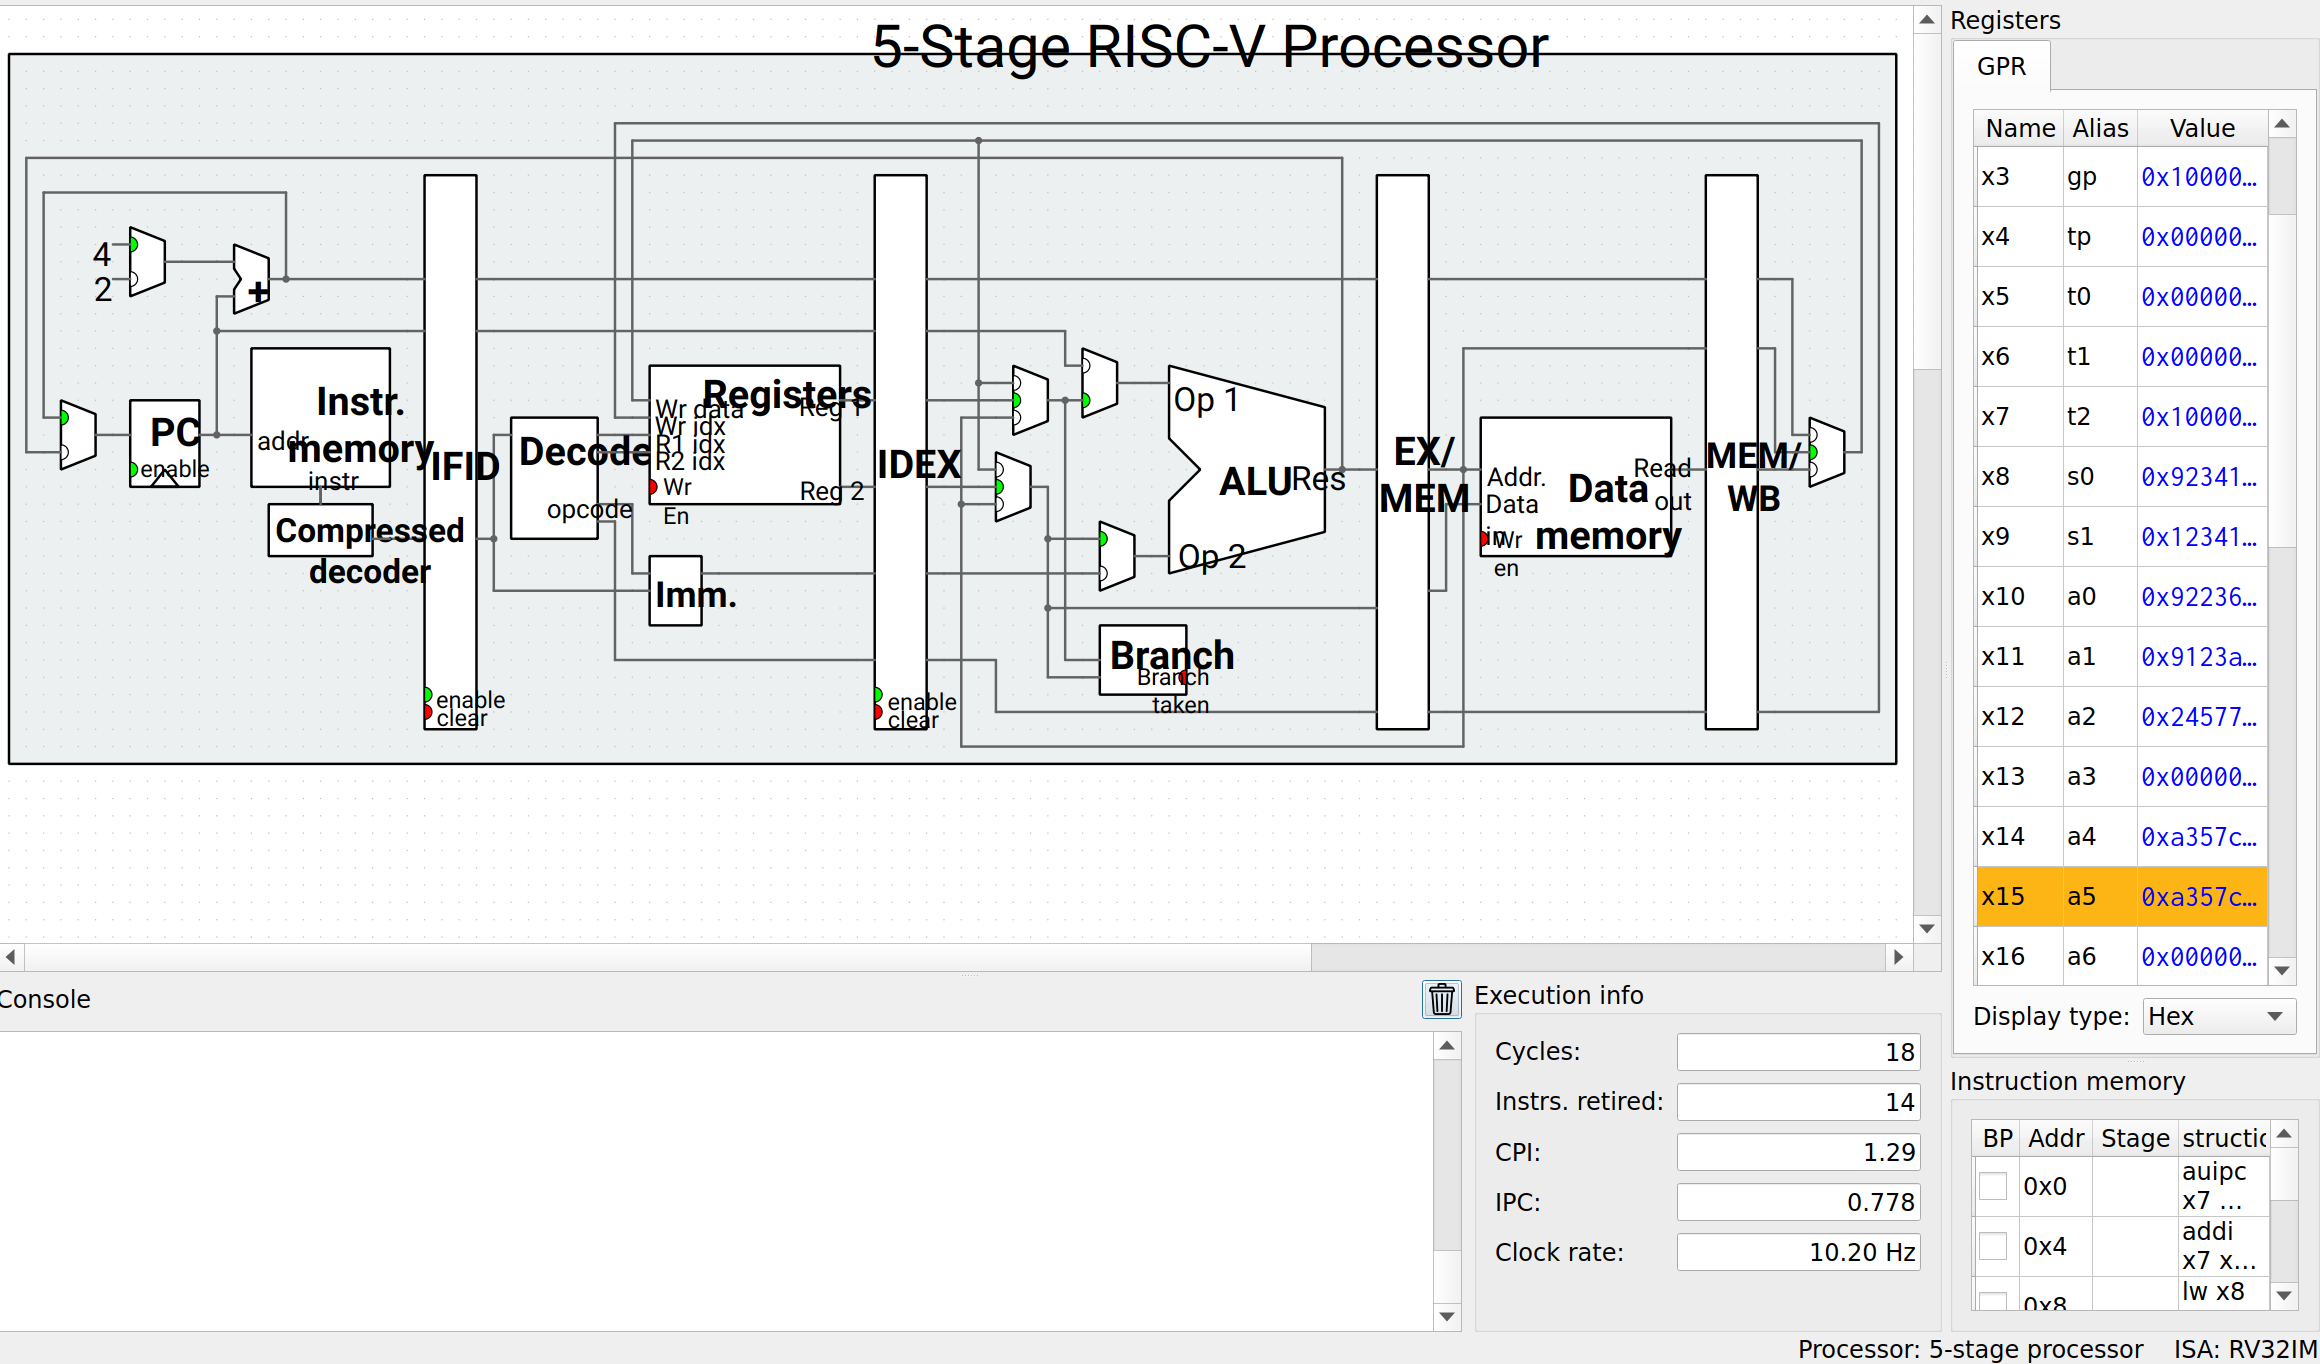 5-Stage RISC-V Processor
4
2
+
PC
enable
Instr.
memory
addr
instr
Compressed
decoder
IFID
enable
clear
Decode
opcode
Registers
Wr data
Wr idx
R1 idx
R2 idx
Wr
En
Reg 1
Reg 2
Imm.
IDEX
enable
clear
Op 1
Op 2
ALU
Res
Branch
Branch
taken
EX/
MEM
Addr.
Data
in
Wr
en
Data
memory
Read
out
MEM/
WB
Registers
GPR
Name Alias Value
x3 gp 0x10000…
x4 tp 0x00000…
x5 t0 0x00000…
x6 t1 0x00000…
x7 t2 0x10000…
x8 s0 0x92341…
x9 s1 0x12341…
x10 a0 0x92236…
x11 a1 0x9123a…
x12 a2 0x24577…
x13 a3 0x00000…
x14 a4 0xa357c…
x15 a5 0xa357c…
x16 a6 0x00000…
Display type: Hex
Console
Execution info
Cycles: 18
Instrs. retired: 14
CPI: 1.29
IPC: 0.778
Clock rate: 10.20 Hz
Instruction memory
BP Addr Stage structic
0x0 auipc
x7 …
0x4 addi
x7 x…
0x8 lw x8
Processor: 5-stage processor ISA: RV32IM